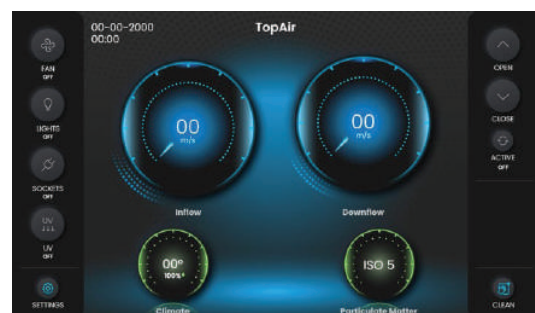 00-00-2000
00:00
TopAir
FAN
OFF
LIGHTS
OFF
SOCKETS
OFF
UV
UV
OFF
SETTINGS
00
m/s
Inflow
00
m/s
Downflow
00°
100%
Climate
ISO 5
Particulate Matter
OPEN
CLOSE
ACTIVE
OFF
CLEAN